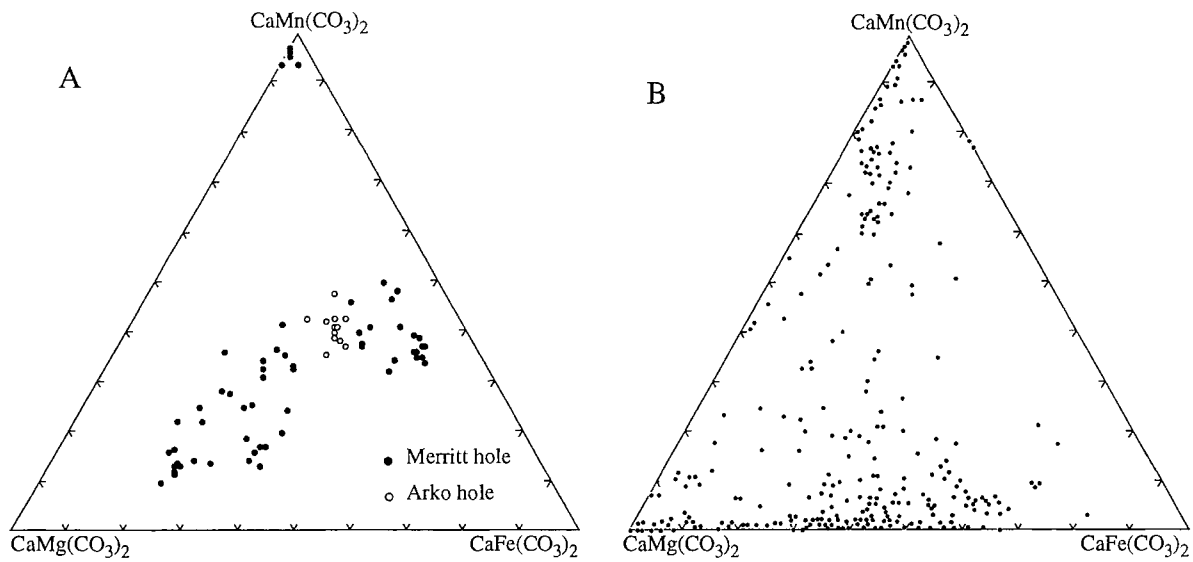 CaMn(CO3)2
A
Merritt hole
Arko hole
CaMg(CO3)2
CaFe(CO3)2
CaMn(CO3)2
B
CaMg(CO3)2
CaFe(CO3)2